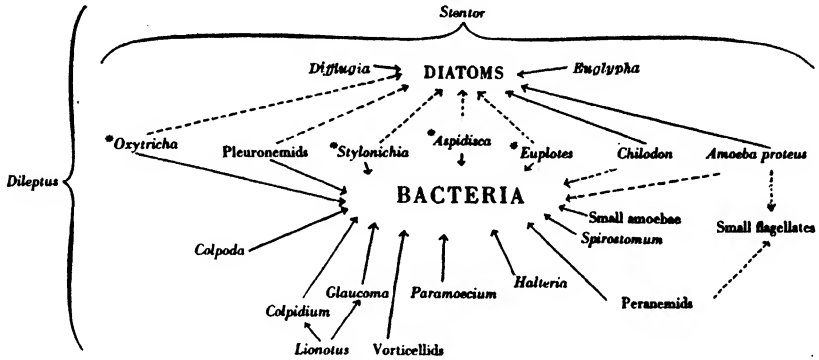 Stentor
Difflugia DIATOMS Euglypha
*Oxytricha Pleuronemids *Stylonichia *Aspidisca *Euplotes Chilodon Amoeba proteus
Dileptus
BACTERIA
Small amoebae Small flagellates
Spirostomum
Colpoda
Glaucoma Paramoecium Halteria
Colpidium Peranemids
Lionotus Vorticellids